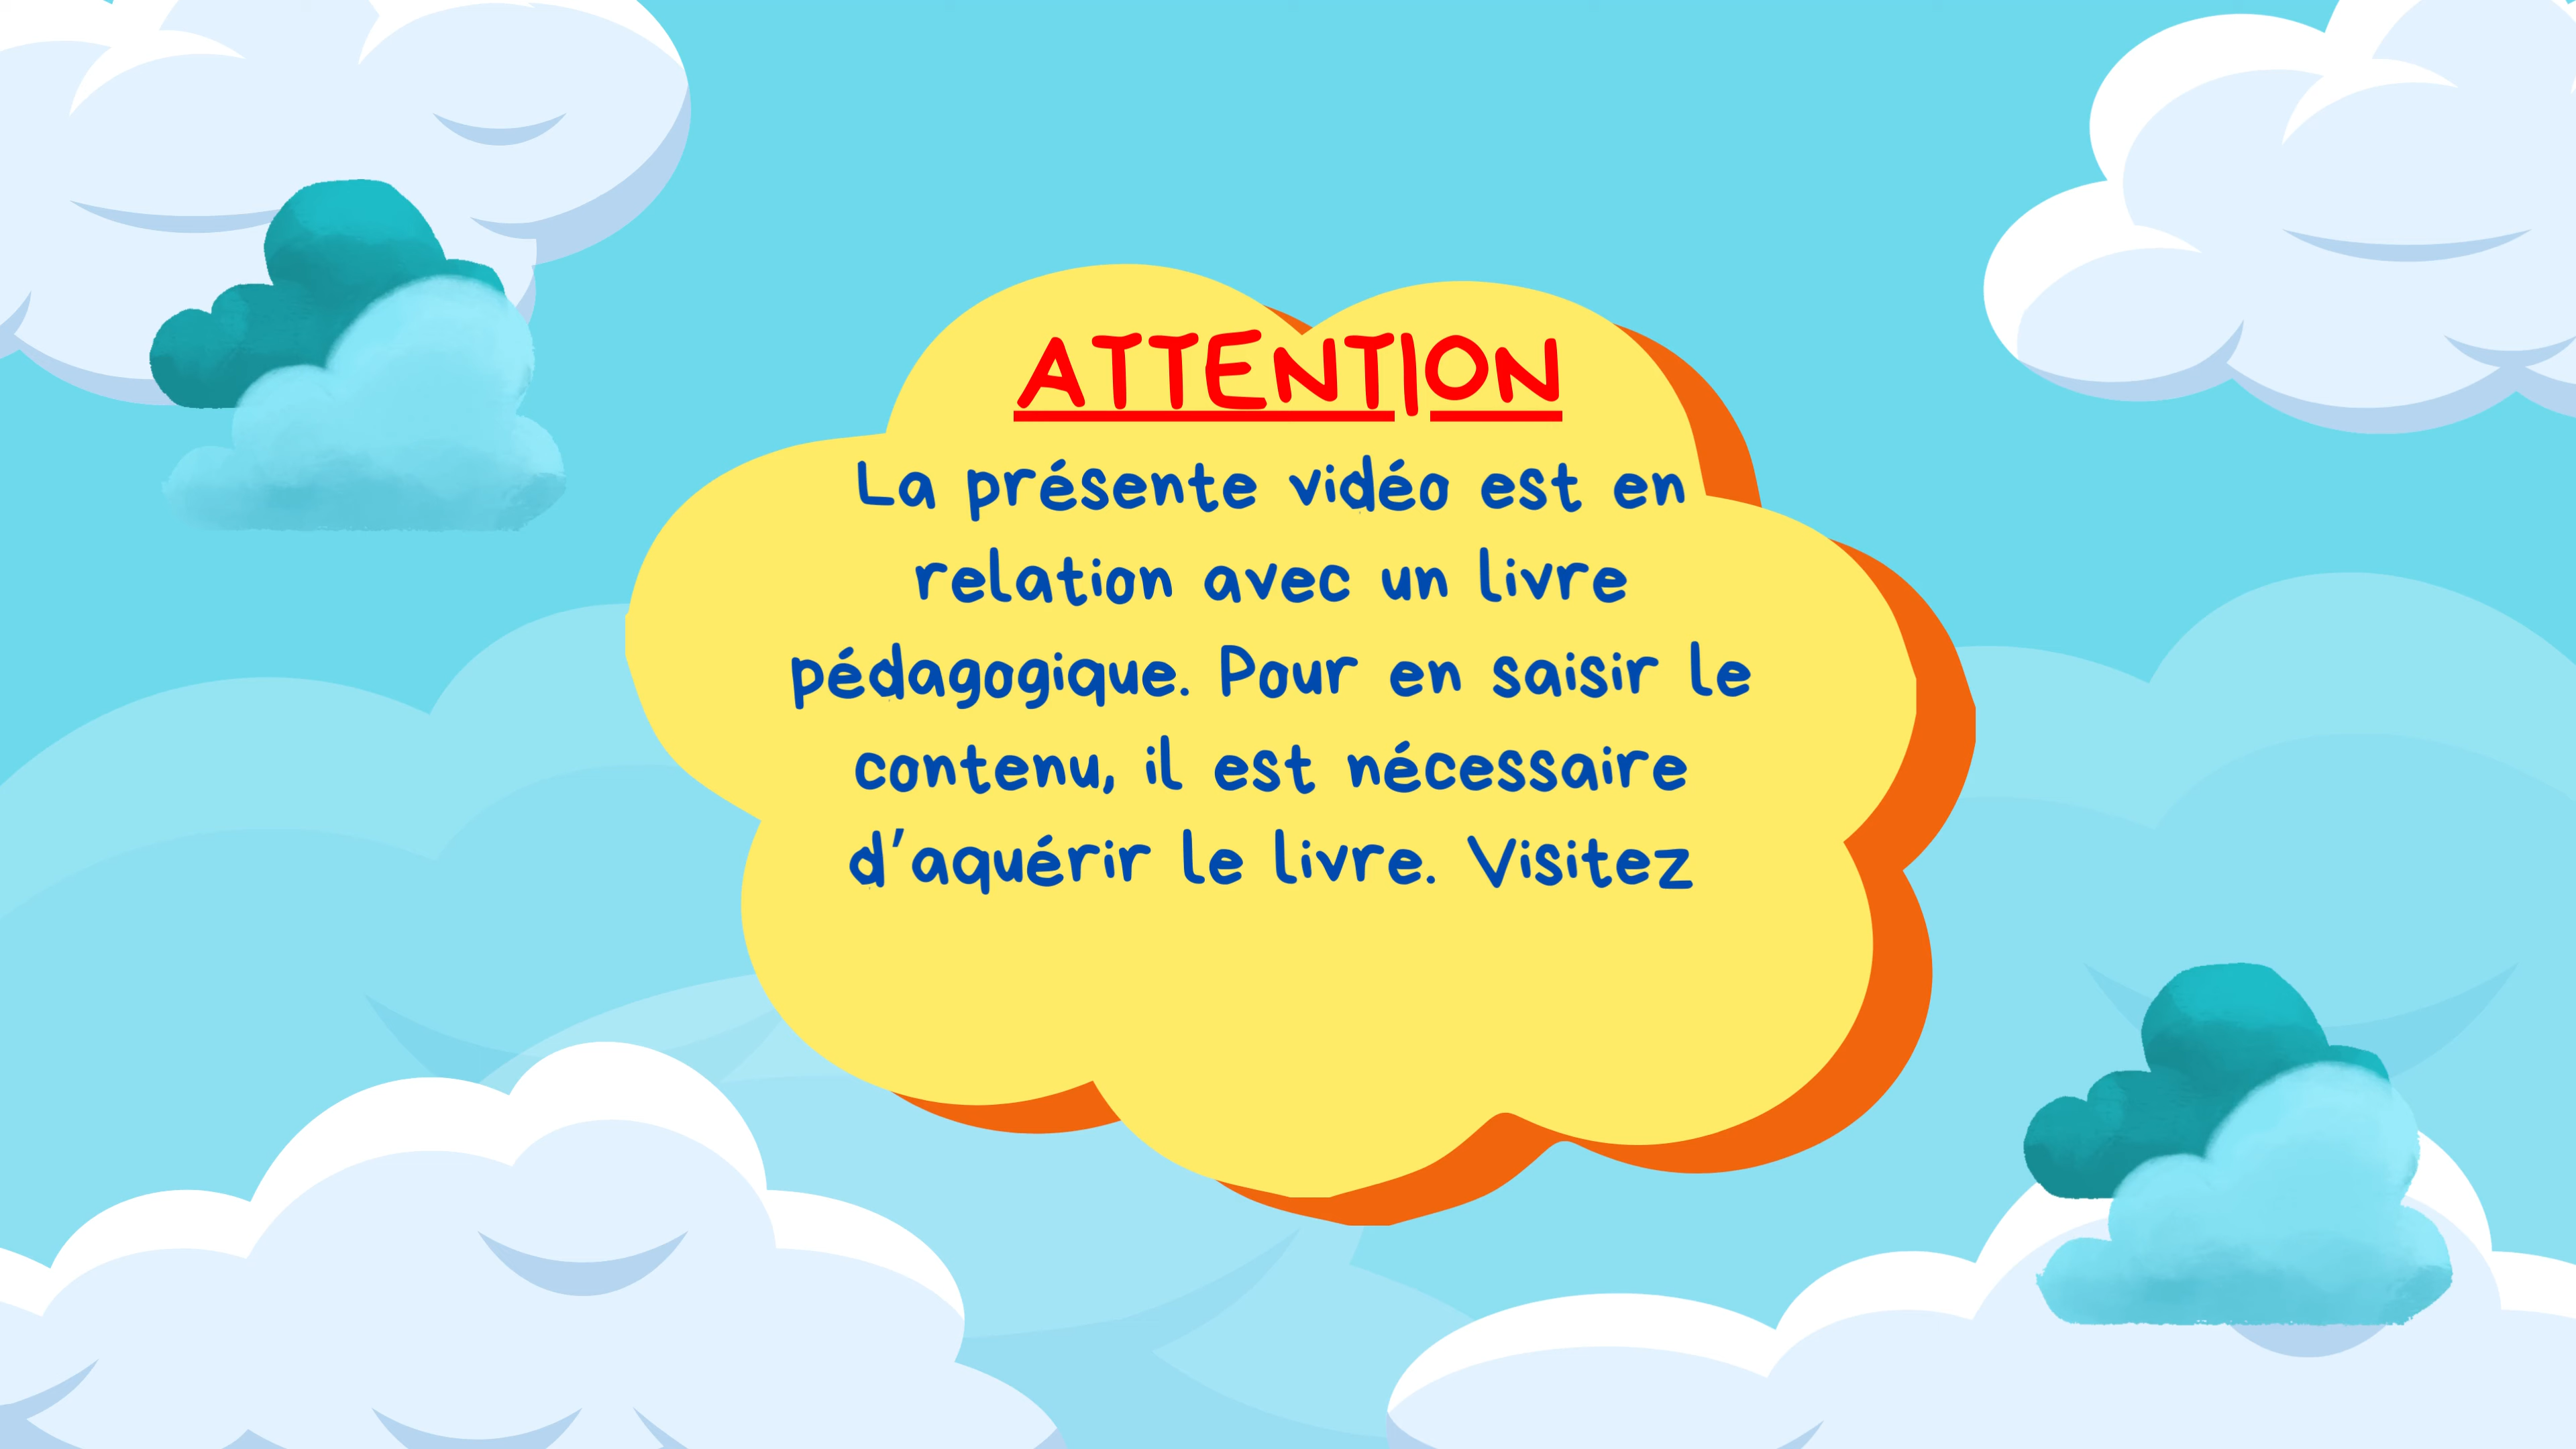 ATTENTION
La présente vidéo est en
relation avec un livre
pédagogique. Pour en saisir le
contenu, il est nécessaire
d'aquérir le livre. Visitez